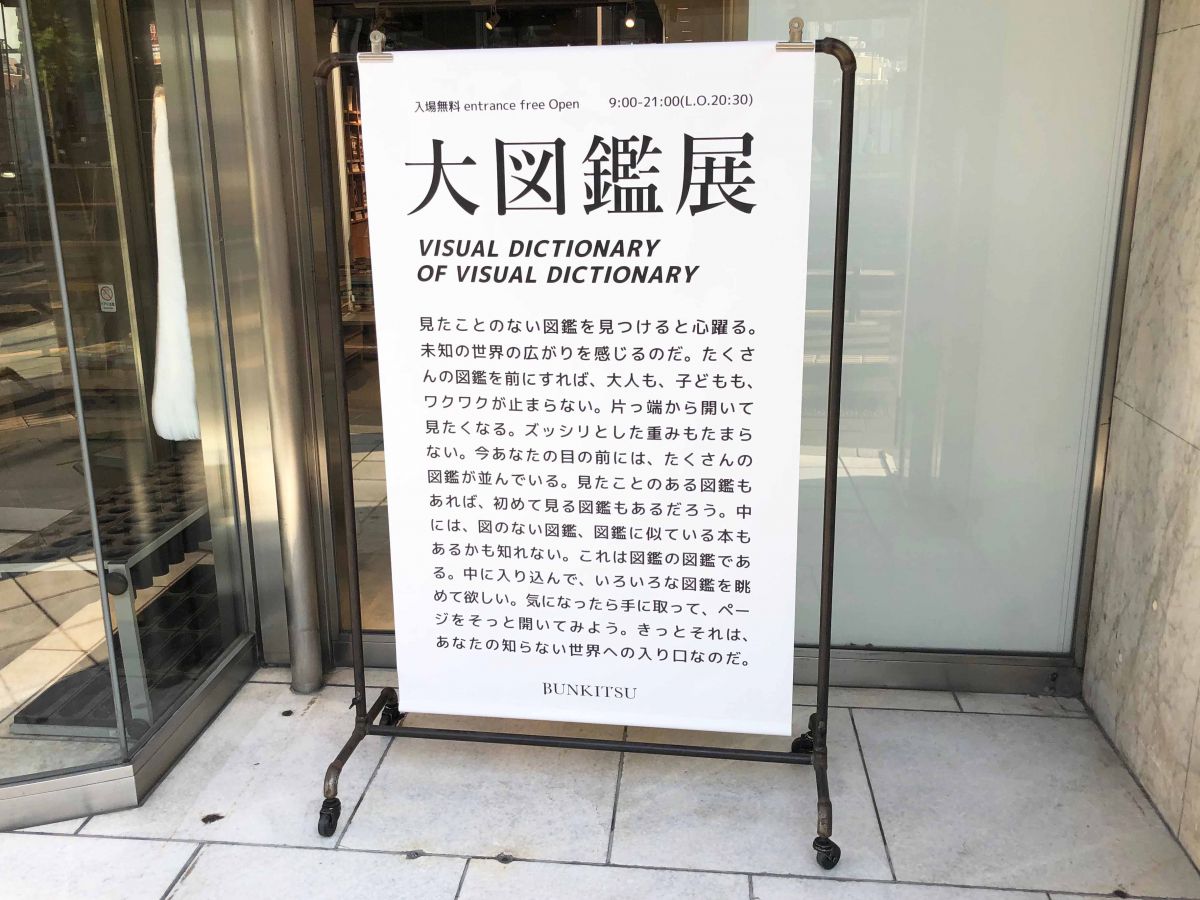 入場無料 entrance free Open 9:00-21:00(L.O.20:30)
大図鑑展
VISUAL DICTIONARY
OF VISUAL DICTIONARY
見たことのない図鑑を見つけると心躍る。
未知の世界の広がりを感じるのだ。たくさ
んの図鑑を前にすれば、大人も、子どもも、
ワクワクが止まらない。片っ端から開いて
見たくなる。ズッシリとした重みもたまら
ない。今あなたの目の前には、たくさんの
図鑑が並んでいる。見たことのある図鑑も
あれば、初めて見る図鑑もあるだろう。中
には、図のない図鑑、図鑑に似ている本も
あるかも知れない。これは図鑑の図鑑であ
る。中に入り込んで、いろいろな図鑑を眺
めて欲しい。気になったら手に取って、ペー
ジをそっと開いてみよう。きっとそれは、
あなたの知らない世界への入り口なのだ。
BUNKITSU